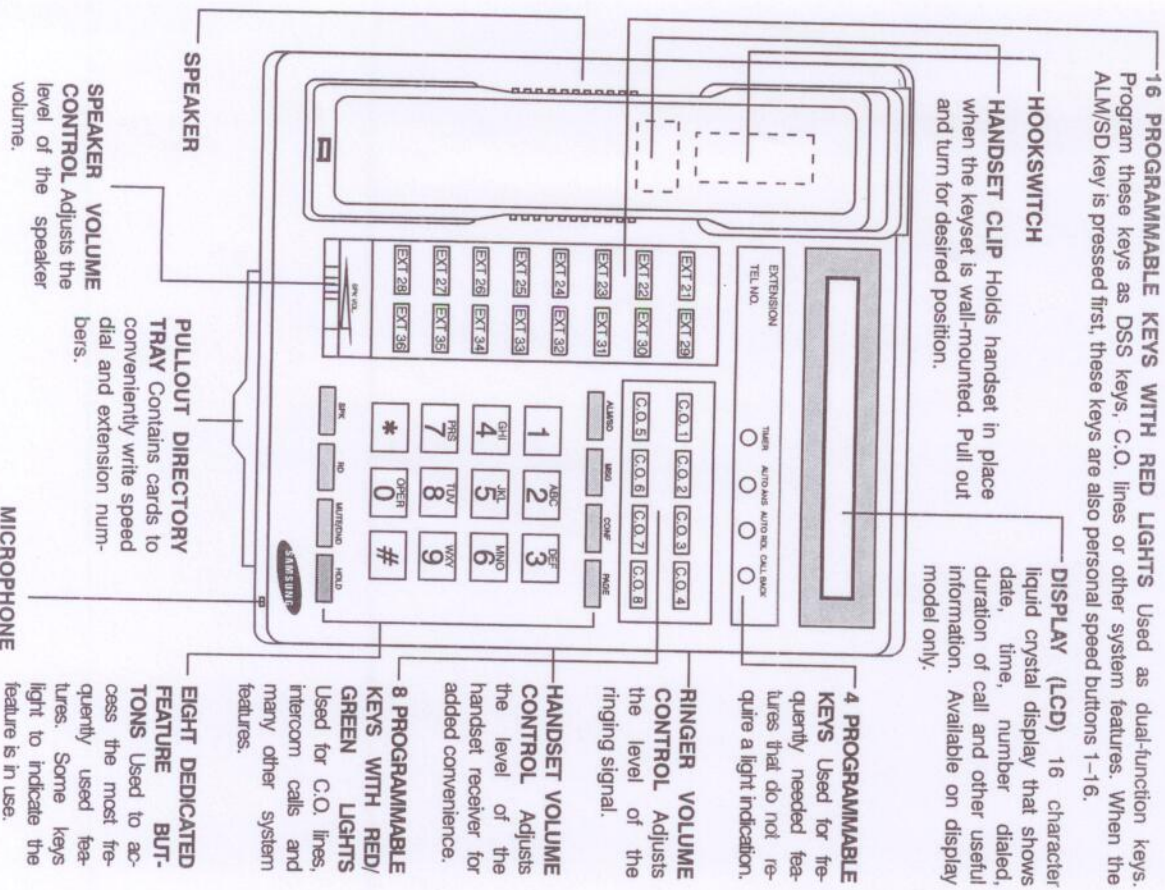 16 PROGRAMMABLE KEYS WITH RED LIGHTS Used as dual-function keys.
Program these keys as DSS keys, C.O. lines or other system features. When the
ALM/SD key is pressed first, these keys are also personal speed buttons 1–16.
HOOKSWITCH
HANDSET CLIP Holds handset in place
when the keyset is wall-mounted. Pull out
and turn for desired position.
DISPLAY (LCD) 16 character
liquid crystal display that shows
date, time, number dialed,
duration of call and other useful
information. Available on display
model only.
4 PROGRAMMABLE
KEYS Used for fre-
quently needed fea-
tures that do not re-
quire a light indication.
RINGER VOLUME
CONTROL Adjusts
the level of the
ringing signal.
HANDSET VOLUME
CONTROL Adjusts
the level of the
handset receiver for
added convenience.
8 PROGRAMMABLE
KEYS WITH RED/
GREEN LIGHTS
Used for C.O. lines,
intercom calls and
many other system
features.
EIGHT DEDICATED
FEATURE BUT-
TONS Used to ac-
cess the most fre-
quently used fea-
tures. Some keys
light to indicate the
feature is in use.
EXTENSION
TEL NO.
TIMER AUTO ANS AUTO RDL CALL BACK
EXT 21 EXT 29
EXT 22 EXT 30
EXT 23 EXT 31
EXT 24 EXT 32
EXT 25 EXT 33
EXT 26 EXT 34
EXT 27 EXT 35
EXT 28 EXT 36
SPK VOL
C.O. 1 C.O. 2 C.O. 3 C.O. 4
C.O. 5 C.O. 6 C.O. 7 C.O. 8
ALM/SD MSG CONF PAGE
1 ABC 2 DEF 3
GHI 4 JKL 5 MNO 6
PRS 7 TUV 8 WXY 9
* OPER 0 #
SPK RD MUTE/DND HOLD
SAMSUNG
SPEAKER
SPEAKER VOLUME
CONTROL Adjusts the
level of the speaker
volume.
PULLOUT DIRECTORY
TRAY Contains cards to
conveniently write speed
dial and extension num-
bers.
MICROPHONE